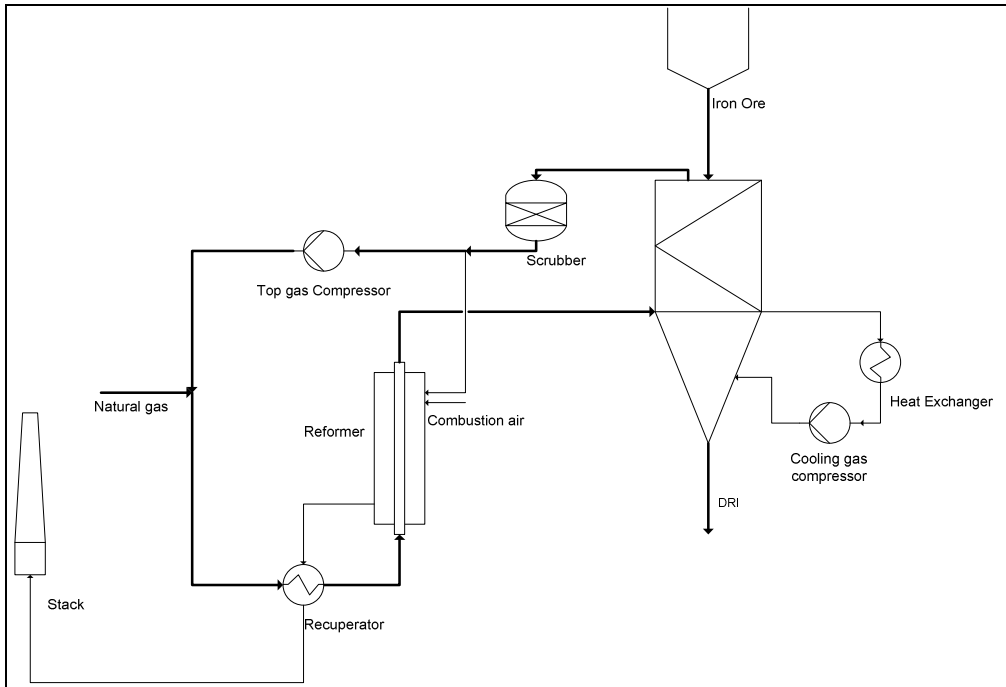 Iron Ore
Scrubber
Top gas Compressor
Natural gas
Reformer
Combustion air
Heat Exchanger
Cooling gas
compressor
DRI
Stack
Recuperator